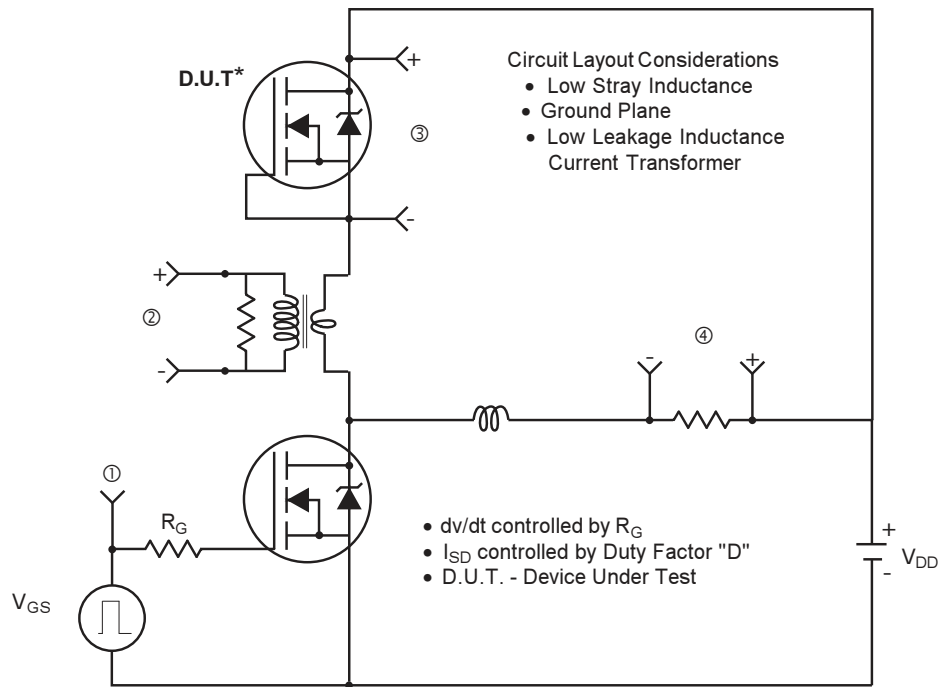 D.U.T*
+
Circuit Layout Considerations
• Low Stray Inductance
• Ground Plane
• Low Leakage Inductance
Current Transformer
③
-
+
②
-
④
- +
①
R_G
V_GS
• dv/dt controlled by R_G
• I_SD controlled by Duty Factor "D"
• D.U.T. - Device Under Test
+
V_DD
-